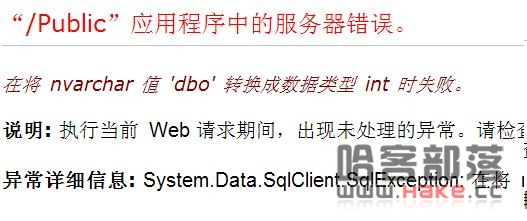 “/Public”应用程序中的服务器错误。
在将 nvarchar 值 'dbo' 转换成数据类型 int 时失败。
说明: 执行当前 Web 请求期间，出现未处理的异常。请检查
异常详细信息: System.Data.SqlClient.SqlException: 在将
哈客部落
www.Hake.cc